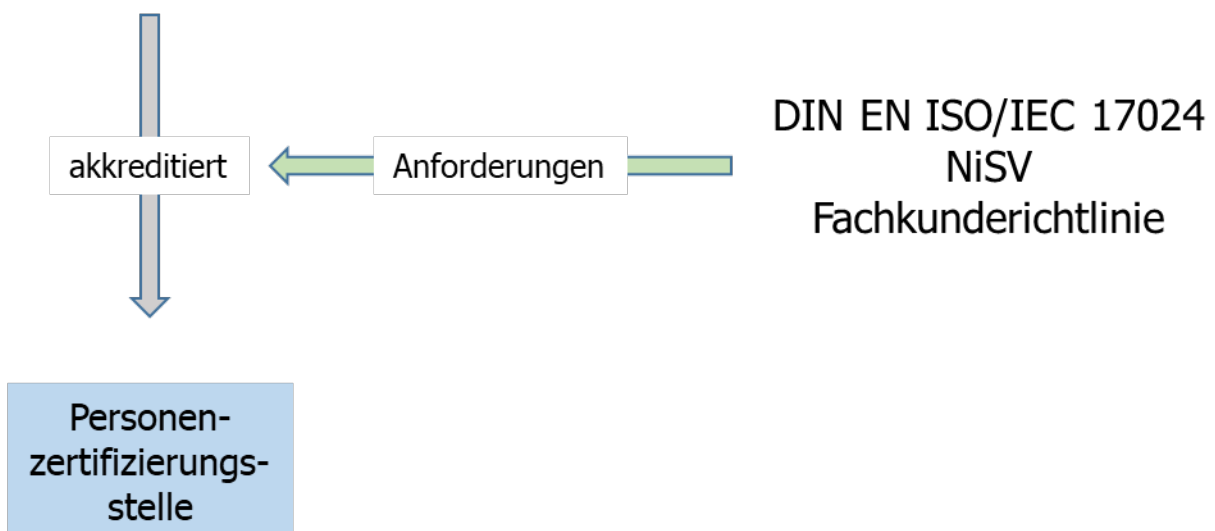 akkreditiert
Anforderungen
DIN EN ISO/IEC 17024
NiSV
Fachkunderichtlinie
Personen-
zertifizierungs-
stelle